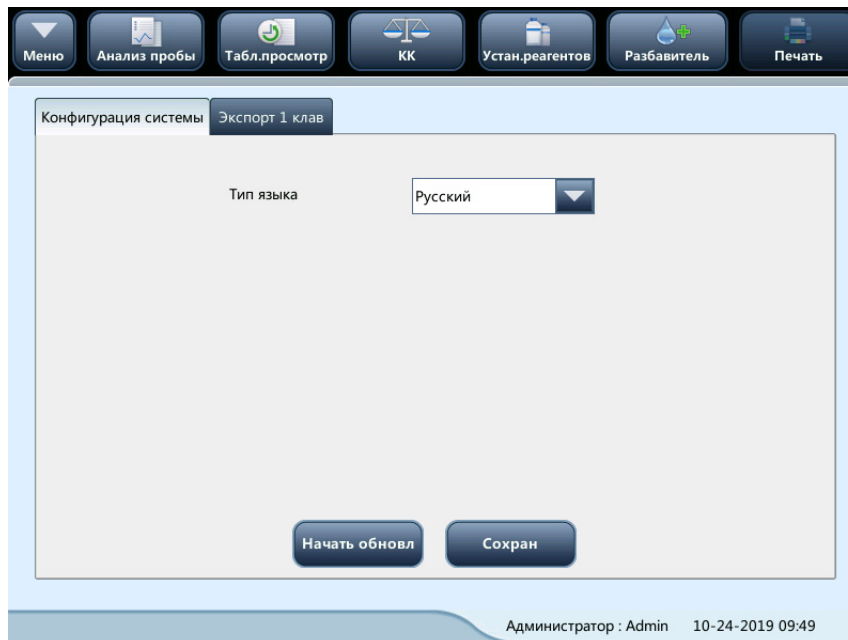 Меню
Анализ пробы
Табл.просмотр
КК
Устан.реагентов
Разбавитель
Печать
Конфигурация системы
Экспорт 1 клав
Тип языка
Русский
Начать обновл
Сохран
Администратор : Admin
10-24-2019 09:49